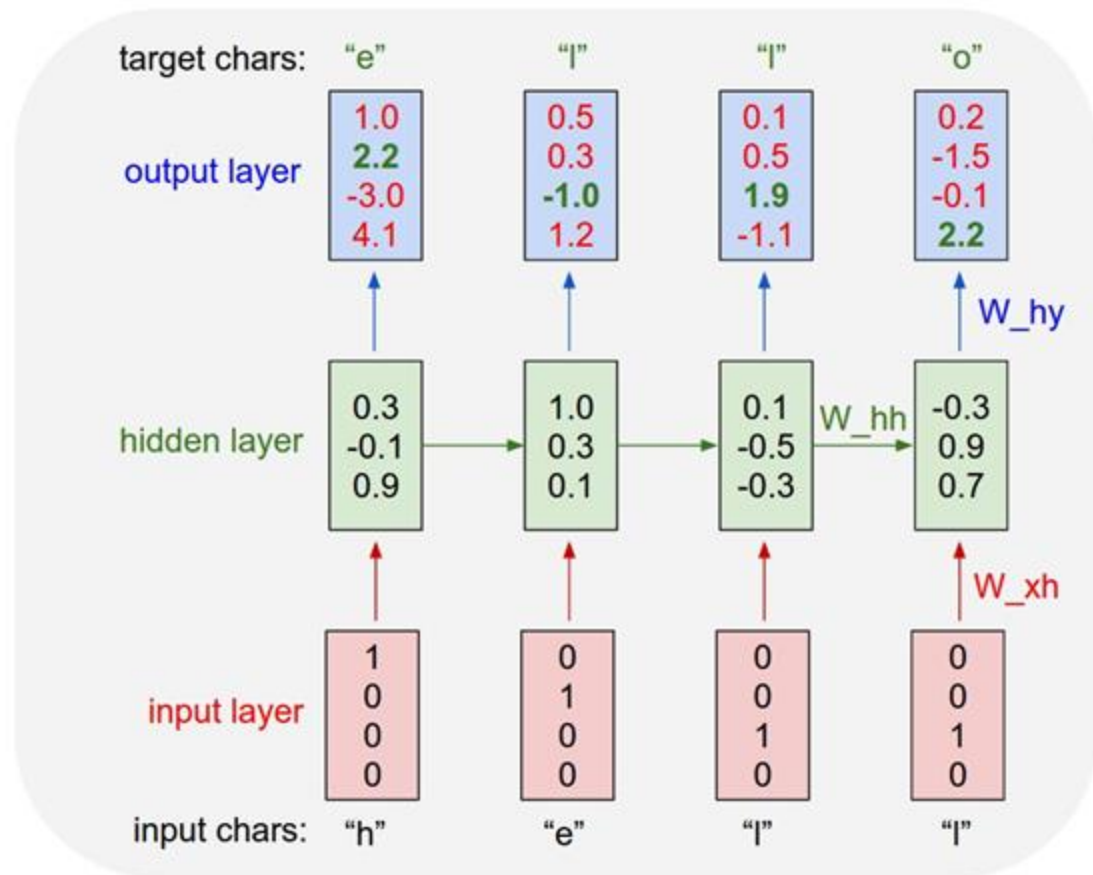 target chars: “e” “l” “l” “o”
1.0 0.5 0.1 0.2
2.2 0.3 0.5 -1.5
-3.0 -1.0 1.9 -0.1
4.1 1.2 -1.1 2.2
output layer
W_hy
0.3 1.0 0.1 -0.3
-0.1 0.3 -0.5 0.9
0.9 0.1 -0.3 0.7
hidden layer
W_hh
W_xh
1 0 0 0
0 1 0 0
0 0 1 1
0 0 0 0
input layer
input chars: “h” “e” “l” “l”